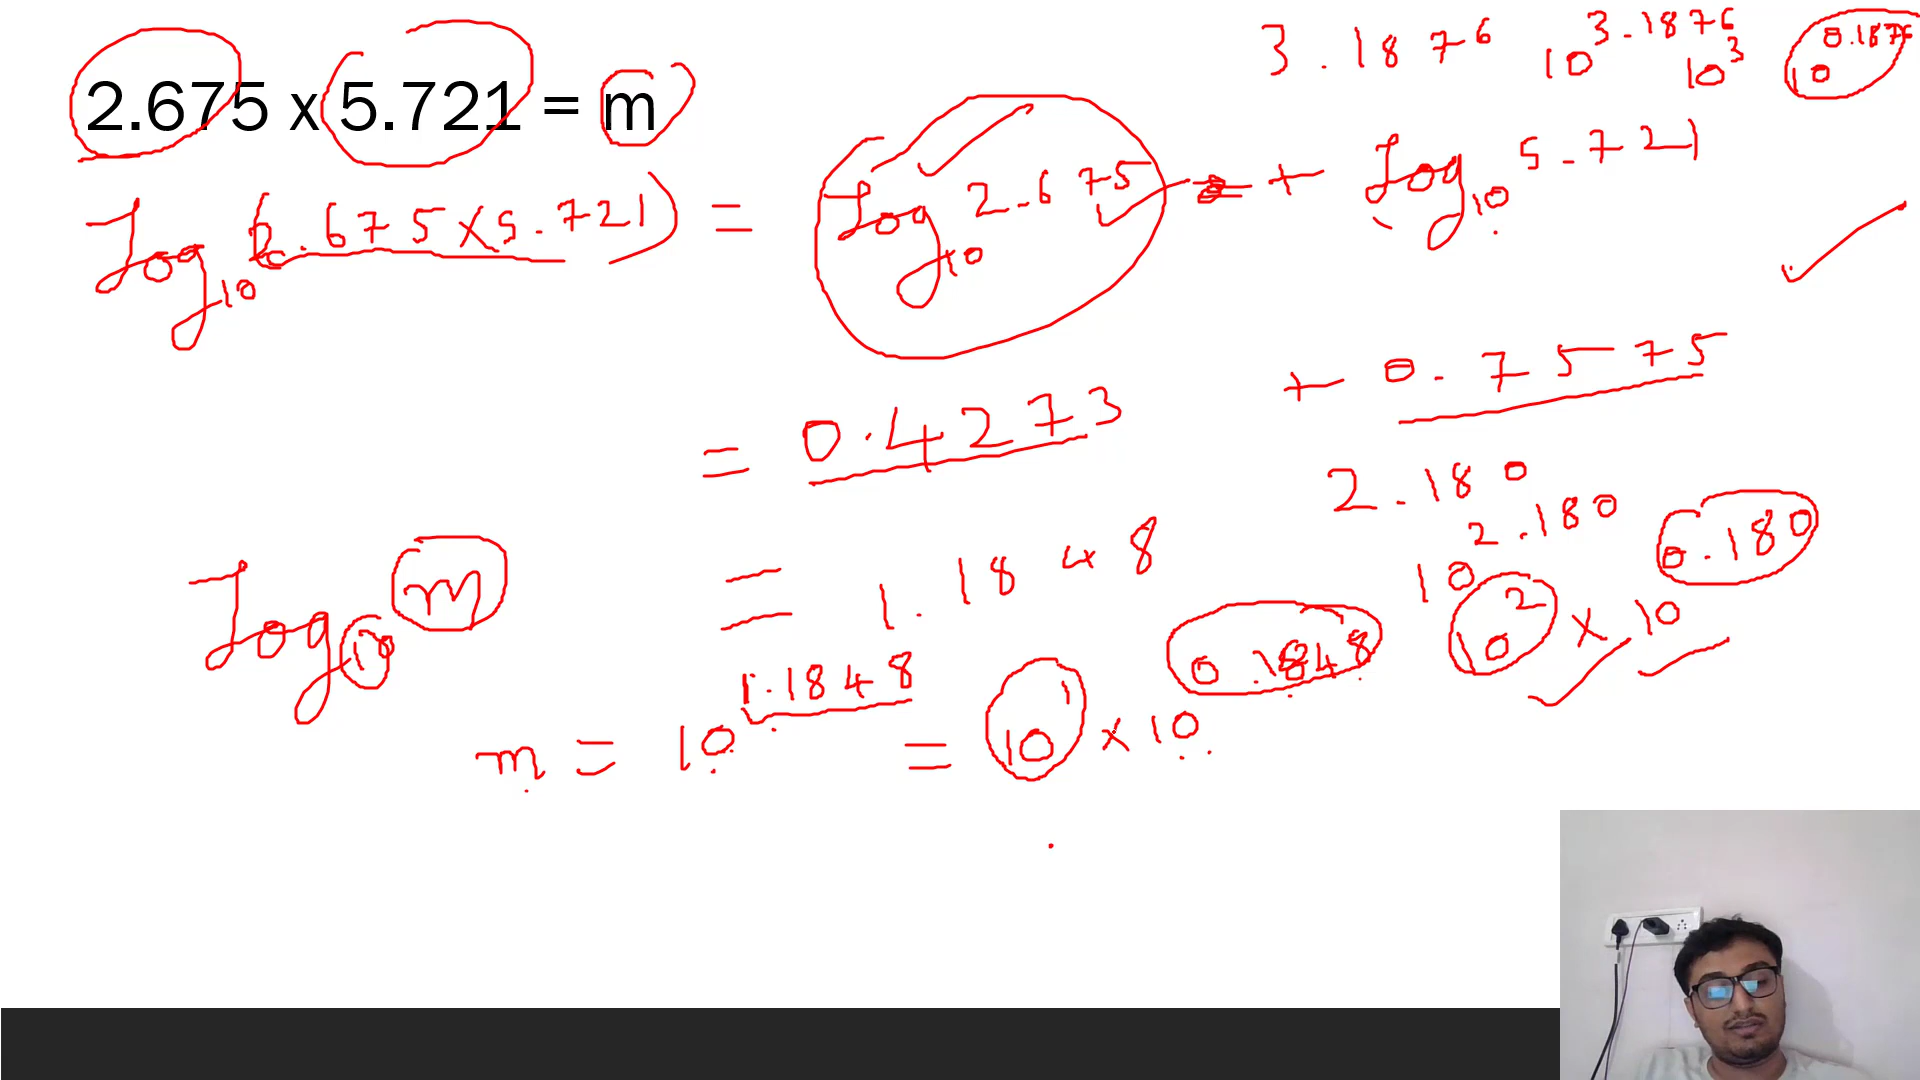 3.1876 10^3.1876
10^3 10^0.1876
2.675 x 5.721 = m
Log10(2.675×5.721) = Log10 2.675 + Log10 5.721
= 0.4273 + 0.7575
2.180
10^2.180
Log10 m = 1.1848
10^2 × 10^0.180
m = 10^1.1848 = 10^1 × 10^0.1848